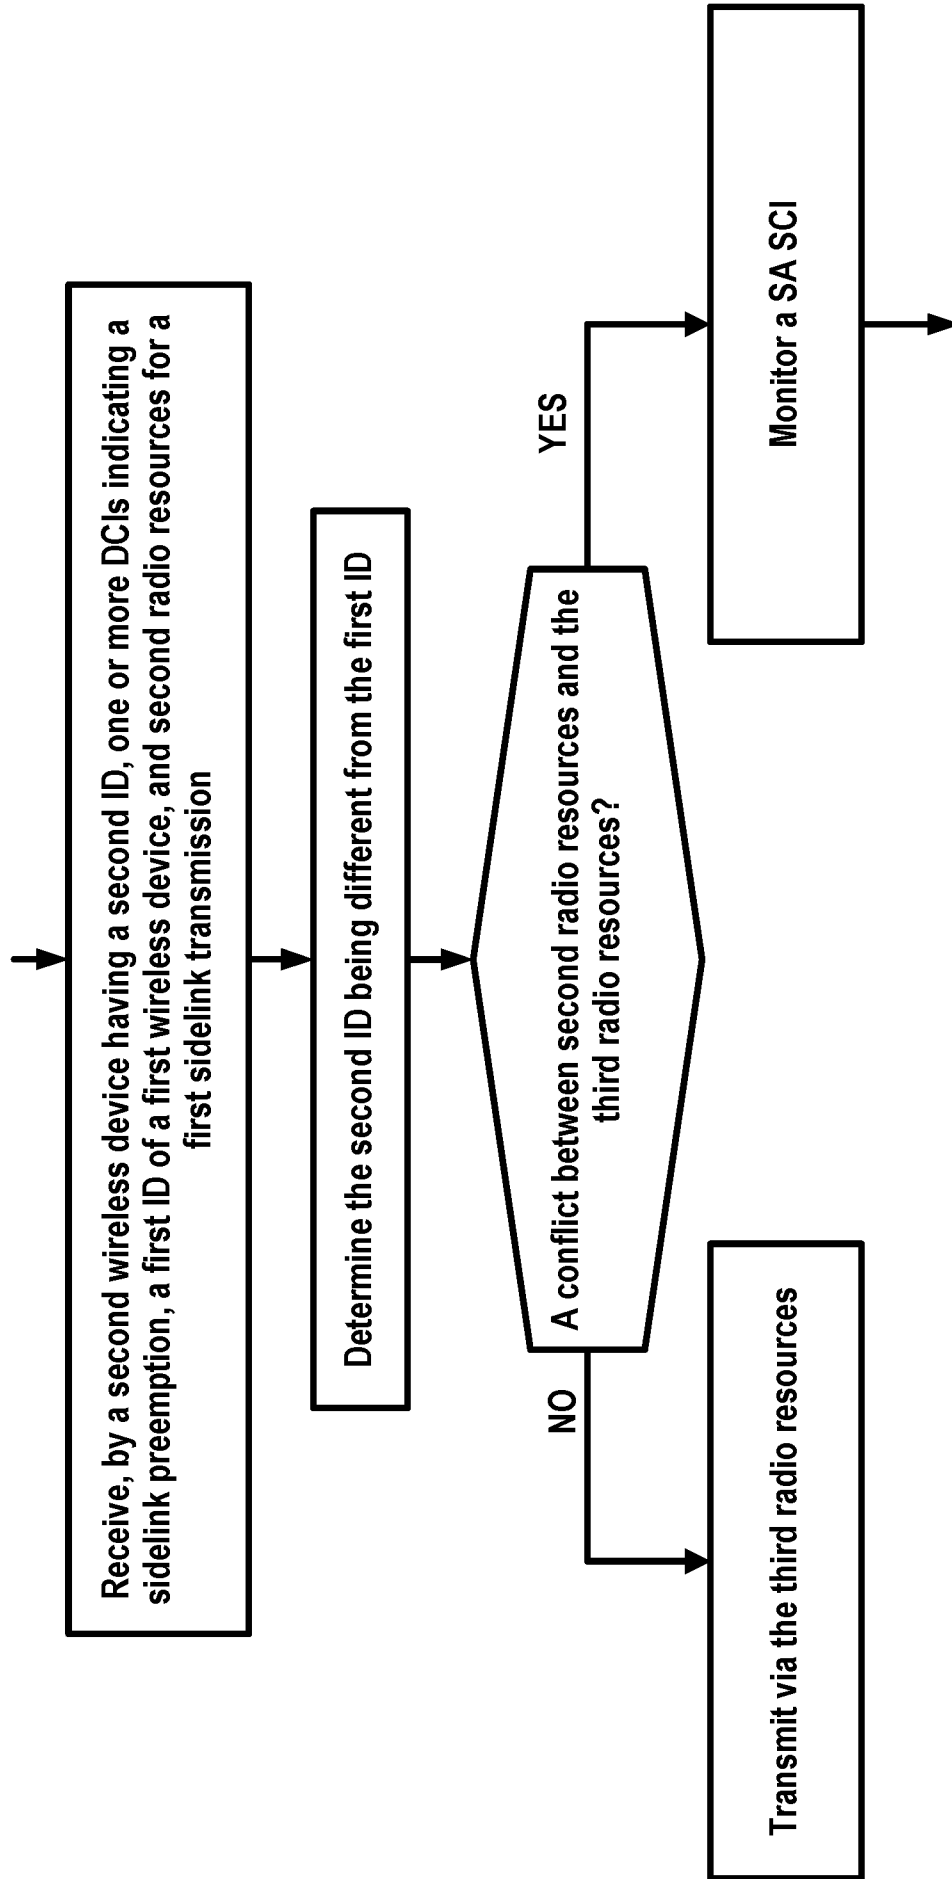 Receive, by a second wireless device having a second ID, one or more DCIs indicating a
sidelink preemption, a first ID of a first wireless device, and second radio resources for a
first sidelink transmission
Determine the second ID being different from the first ID
A conflict between second radio resources and the
third radio resources?
NO
YES
Transmit via the third radio resources
Monitor a SA SCI